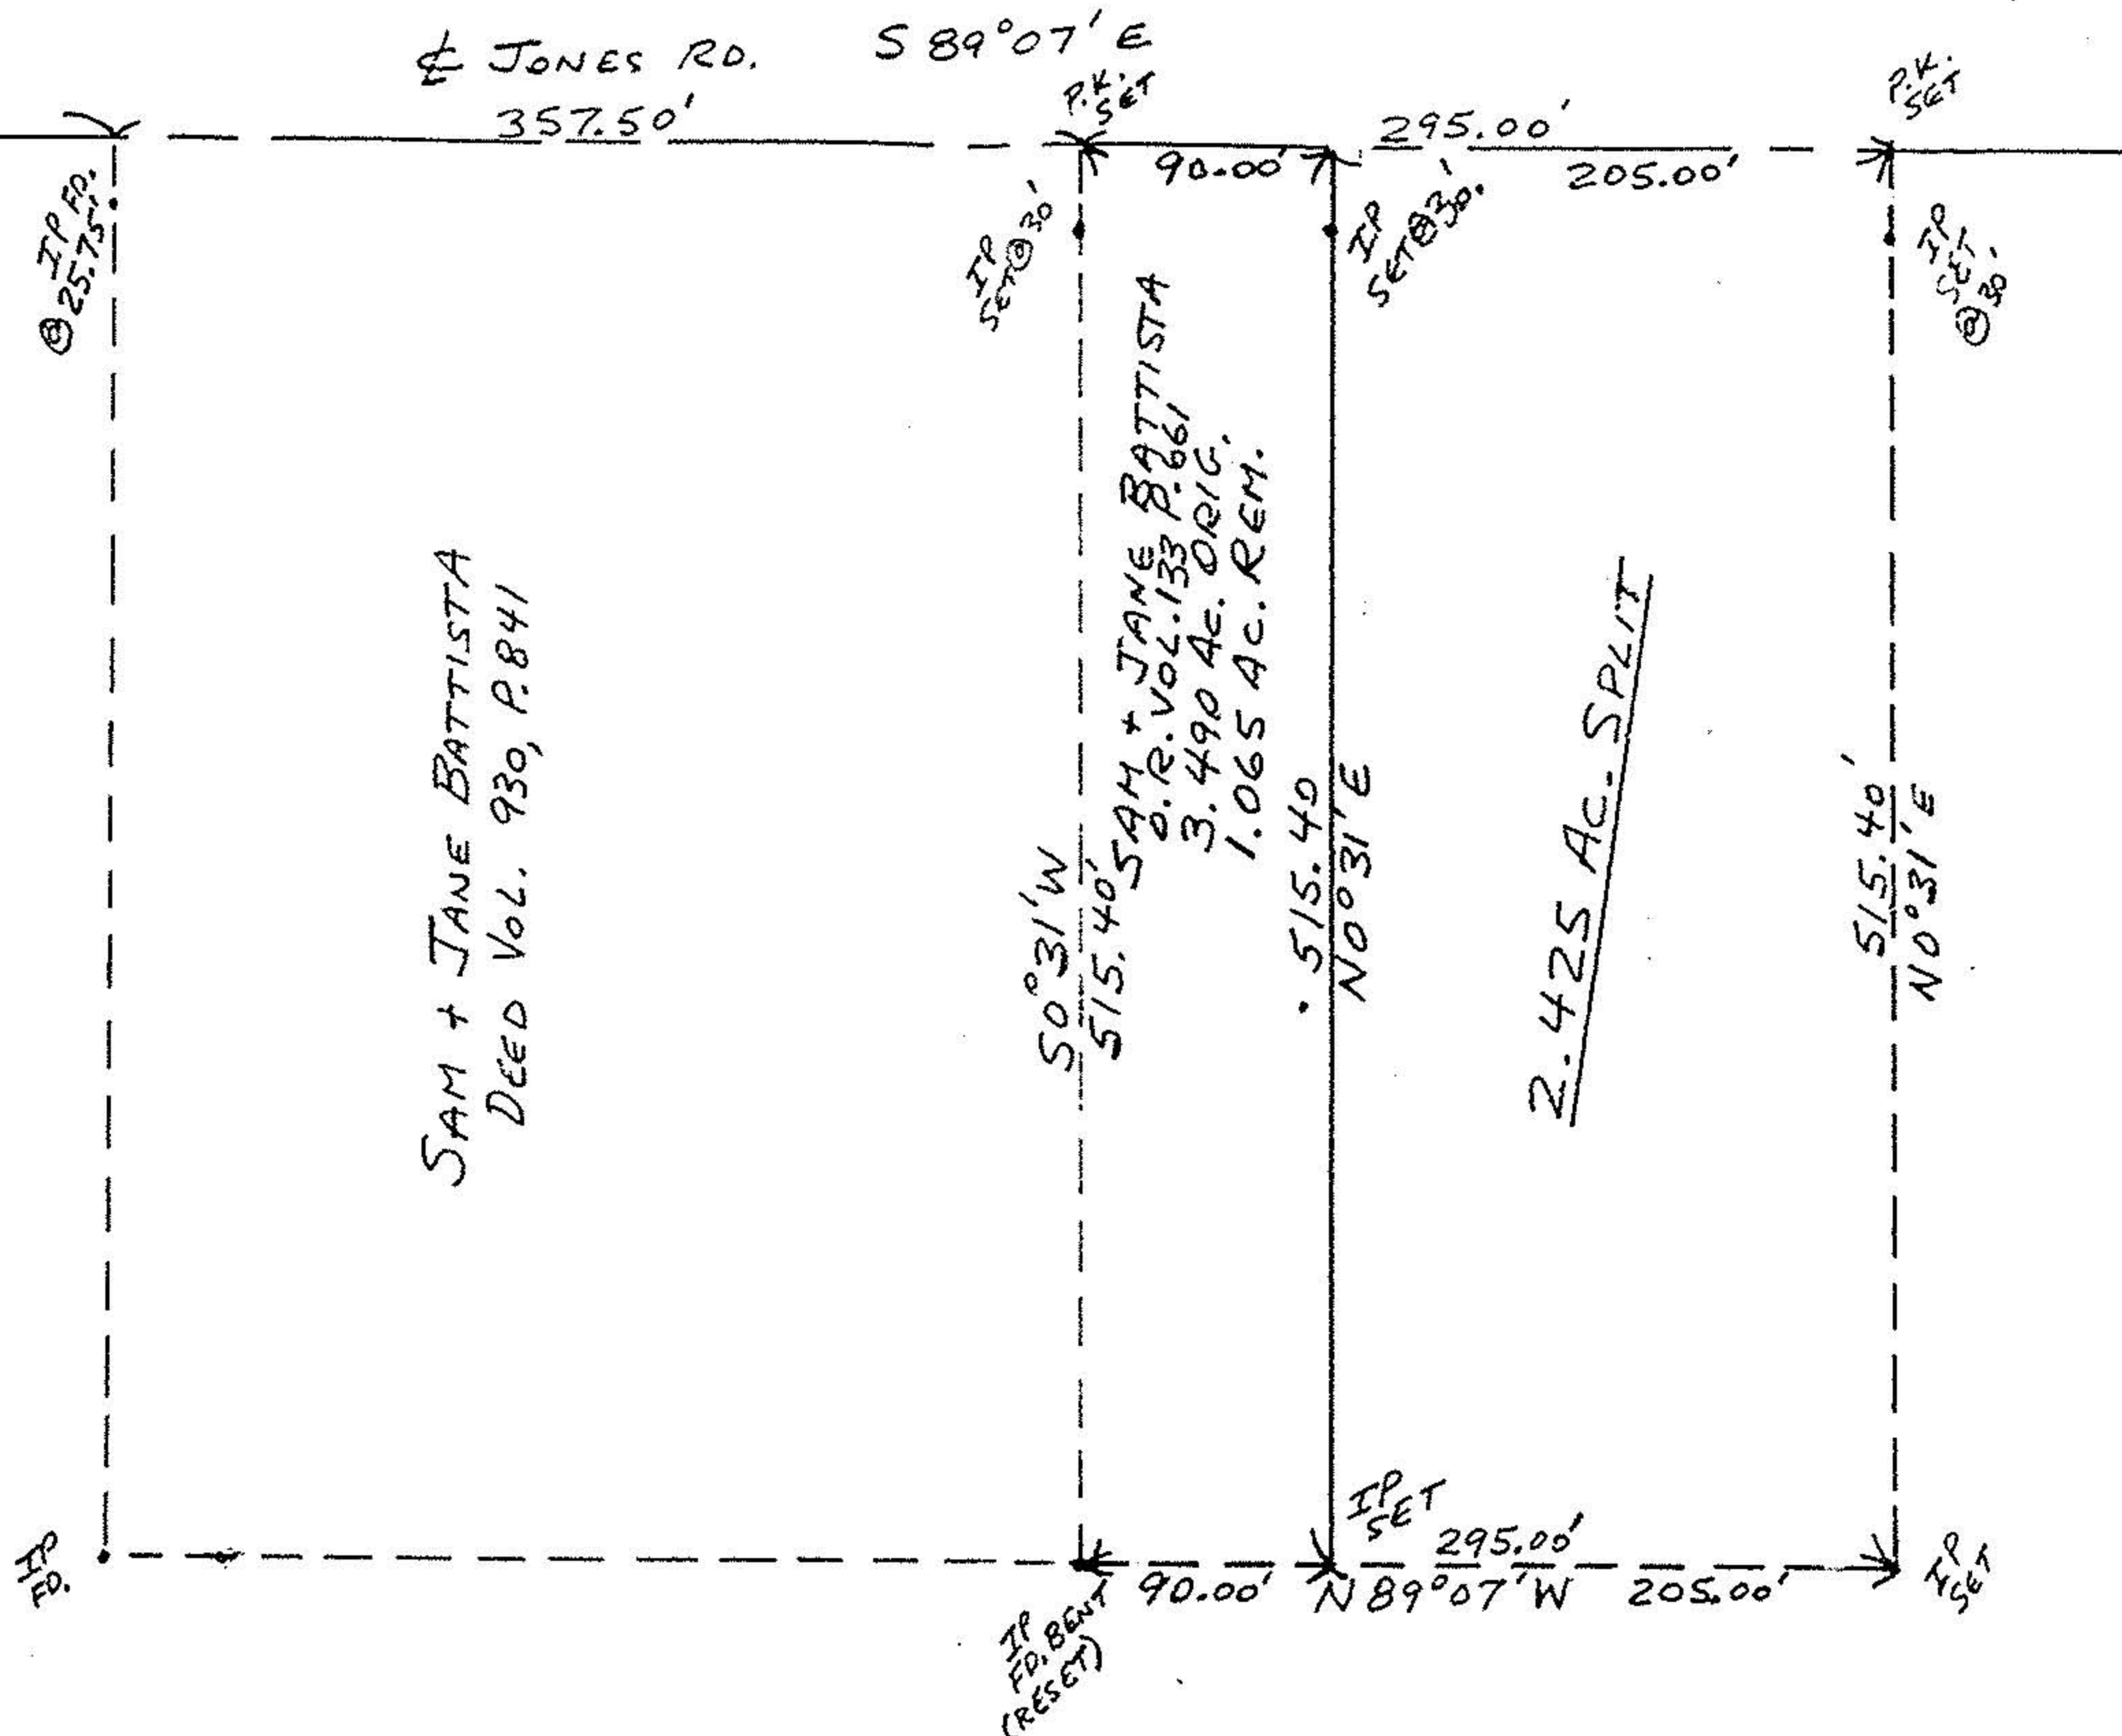 ℄ JONES RD. S 89°07' E
357.50'
P.K.
SET
295.00'
90.00'
205.00'
P.K.
SET
IP FD.
@ 25.75'
IP
SET @ 30'
IP
SET @ 30'
IP
SET
@ 30'
SAM + JANE BATTISTA
DEED VOL. 930, P. 841
S 0° 31' W
515.40'
SAM + JANE BATTISTA
O.R. VOL. 133 P. 661
3.490 AC. ORIG.
1.065 AC. REM.
515.40
N 0° 31' E
2.425 AC. SPLIT
515.40'
N 0° 31' E
IP
FD.
IP
FD. BENT
(RESET)
IP
SET
295.00'
90.00'
N 89°07' W
205.00'
IP
SET